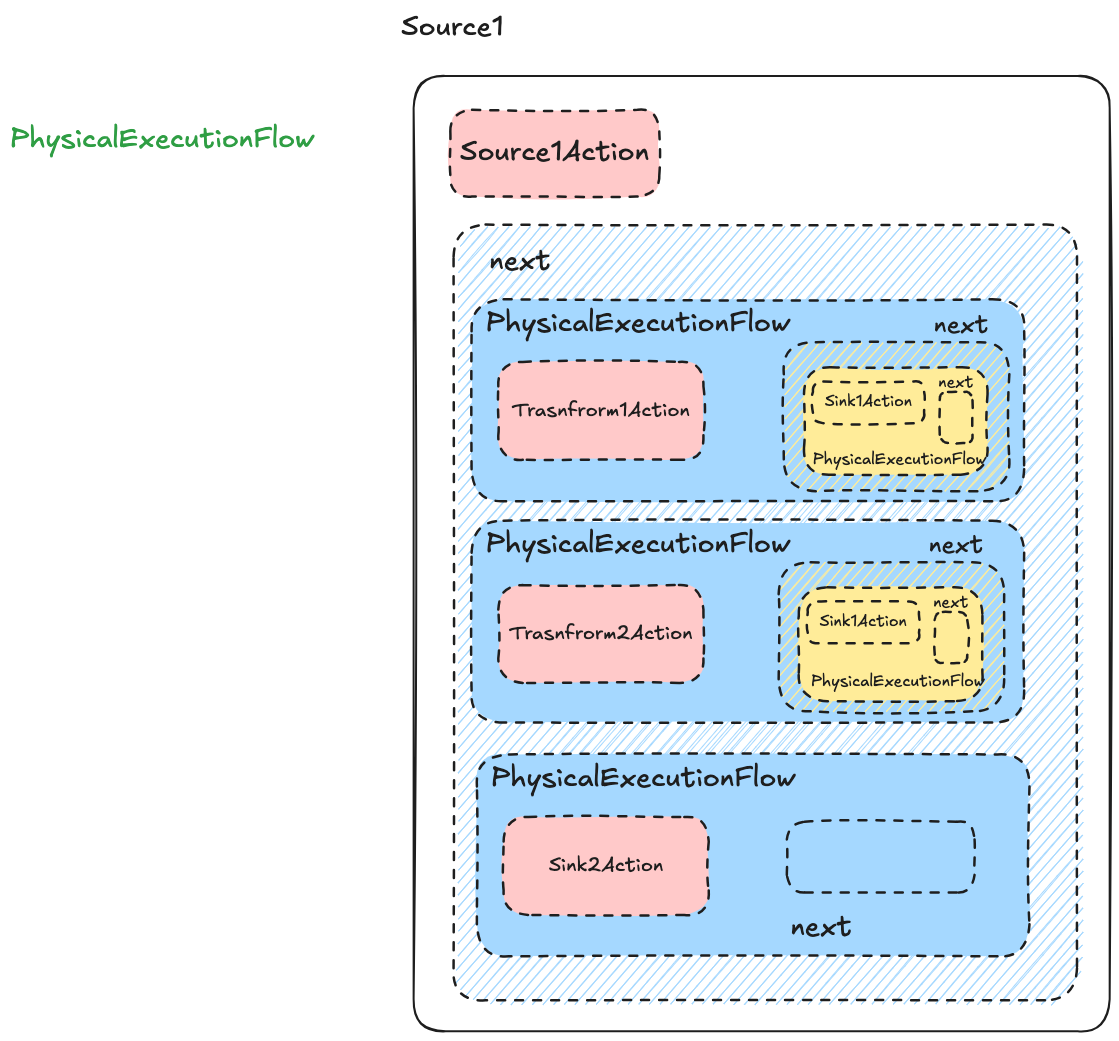 Source1
PhysicalExecutionFlow
Source1Action
next
PhysicalExecutionFlow
next
Trasnfrorm1Action
next
Sink1Action
PhysicalExecutionFlow
PhysicalExecutionFlow
next
Trasnfrorm2Action
next
Sink1Action
PhysicalExecutionFlow
PhysicalExecutionFlow
Sink2Action
next